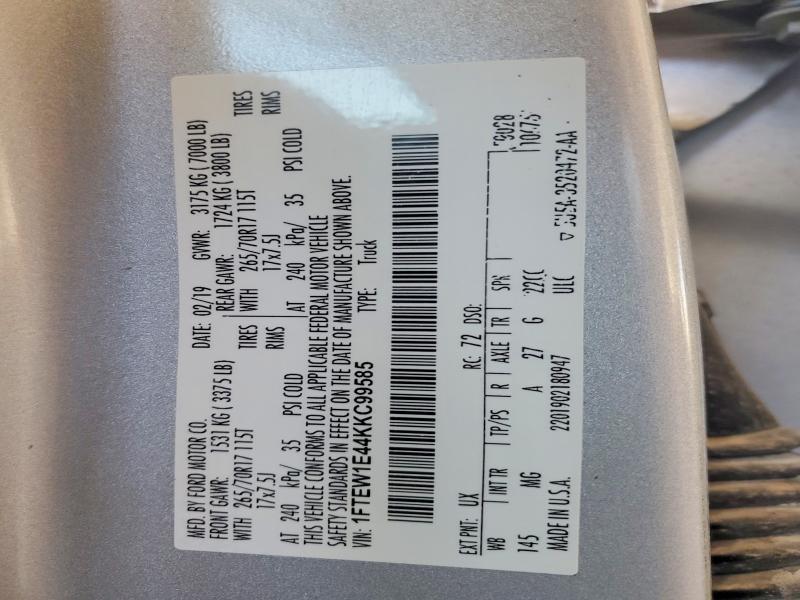 MFD. BY FORD MOTOR CO. DATE: 02/19 GVWR: 3175 KG ( 7000 LB)
FRONT GAWR: 1531 KG ( 3375 LB) REAR GAWR: 1724 KG ( 3800 LB)
WITH 265/70R17 115T TIRES WITH 265/70R17 115T TIRES
17x7.5J RIMS 17x7.5J RIMS
AT 240 kPa/ 35 PSI COLD AT 240 kPa/ 35 PSI COLD
THIS VEHICLE CONFORMS TO ALL APPLICABLE FEDERAL MOTOR VEHICLE
SAFETY STANDARDS IN EFFECT ON THE DATE OF MANUFACTURE SHOWN ABOVE.
VIN: 1FTEW1E44KKC99585 TYPE: Truck
EXT PNT: UX RC: 72 DSO:
WB INT TR TP/PS R AXLE TR SPR
145 MG A 27 G
MADE IN U.S.A. 2201902180947 ULC